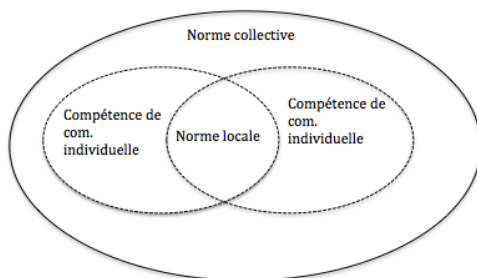 Norme collective
Compétence de
com.
individuelle
Norme locale
Compétence de
com.
individuelle